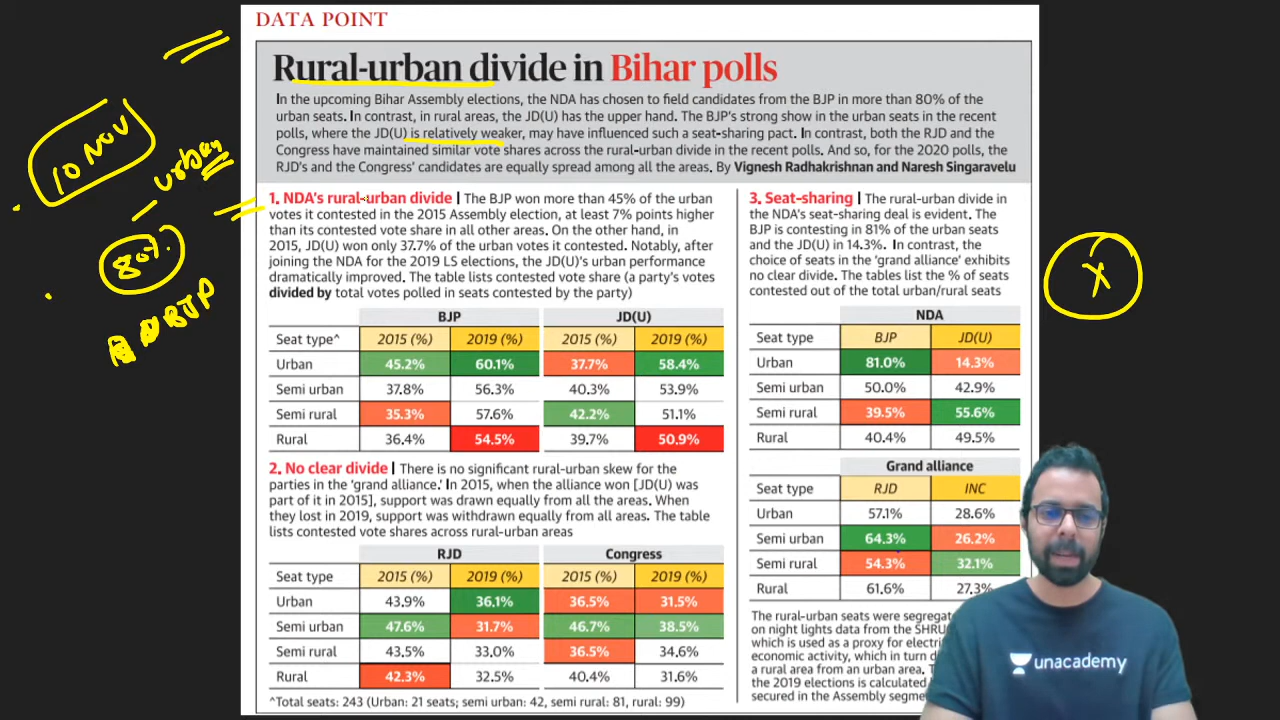 DATA POINT
Rural-urban divide in Bihar polls
In the upcoming Bihar Assembly elections, the NDA has chosen to field candidates from the BJP in more than 80% of the
urban seats. In contrast, in rural areas, the JD(U) has the upper hand. The BJP's strong show in the urban seats in the recent
polls, where the JD(U) is relatively weaker, may have influenced such a seat-sharing pact. In contrast, both the RJD and the
Congress have maintained similar vote shares across the rural-urban divide in the recent polls. And so, for the 2020 polls, the
RJD's and the Congress' candidates are equally spread among all the areas. By Vignesh Radhakrishnan and Naresh Singaravelu
10 NOV
urban
80%
BJP
X
1. NDA's rural-urban divide | The BJP won more than 45% of the urban
votes it contested in the 2015 Assembly election, at least 7% points higher
than its contested vote share in all other areas. On the other hand, in
2015, JD(U) won only 37.7% of the urban votes it contested. Notably, after
joining the NDA for the 2019 LS elections, the JD(U)'s urban performance
dramatically improved. The table lists contested vote share (a party's votes
divided by total votes polled in seats contested by the party)
BJP JD(U)
Seat type^ 2015 (%) 2019 (%) 2015 (%) 2019 (%)
Urban 45.2% 60.1% 37.7% 58.4%
Semi urban 37.8% 56.3% 40.3% 53.9%
Semi rural 35.3% 57.6% 42.2% 51.1%
Rural 36.4% 54.5% 39.7% 50.9%
2. No clear divide | There is no significant rural-urban skew for the
parties in the 'grand alliance.' In 2015, when the alliance won [JD(U) was
part of it in 2015], support was drawn equally from all the areas. When
they lost in 2019, support was withdrawn equally from all areas. The table
lists contested vote shares across rural-urban areas
RJD Congress
Seat type 2015 (%) 2019 (%) 2015 (%) 2019 (%)
Urban 43.9% 36.1% 36.5% 31.5%
Semi urban 47.6% 31.7% 46.7% 38.5%
Semi rural 43.5% 33.0% 36.5% 34.6%
Rural 42.3% 32.5% 40.4% 31.6%
^Total seats: 243 (Urban: 21 seats; semi urban: 42, semi rural: 81, rural: 99)
3. Seat-sharing | The rural-urban divide in
the NDA's seat-sharing deal is evident. The
BJP is contesting in 81% of the urban seats
and the JD(U) in 14.3%. In contrast, the
choice of seats in the 'grand alliance' exhibits
no clear divide. The tables list the % of seats
contested out of the total urban/rural seats
NDA
Seat type BJP JD(U)
Urban 81.0% 14.3%
Semi urban 50.0% 42.9%
Semi rural 39.5% 55.6%
Rural 40.4% 49.5%
Grand alliance
Seat type RJD INC
Urban 57.1% 28.6%
Semi urban 64.3% 26.2%
Semi rural 54.3% 32.1%
Rural 61.6% 27.3%
The rural-urban seats were
on night lights data from the
which is used as a proxy for
economic activity, which in turn
a rural area from an urban area.
the 2019 elections is calculated
secured in the Assembly
unacademy